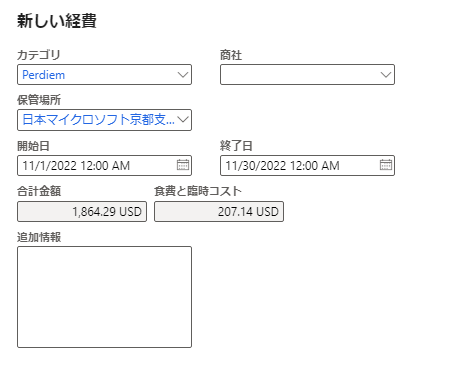 新しい経費
カテゴリ
商社
Perdiem
保管場所
日本マイクロソフト京都支...
開始日
終了日
11/1/2022 12:00 AM
11/30/2022 12:00 AM
合計金額
食費と臨時コスト
1,864.29 USD
207.14 USD
追加情報